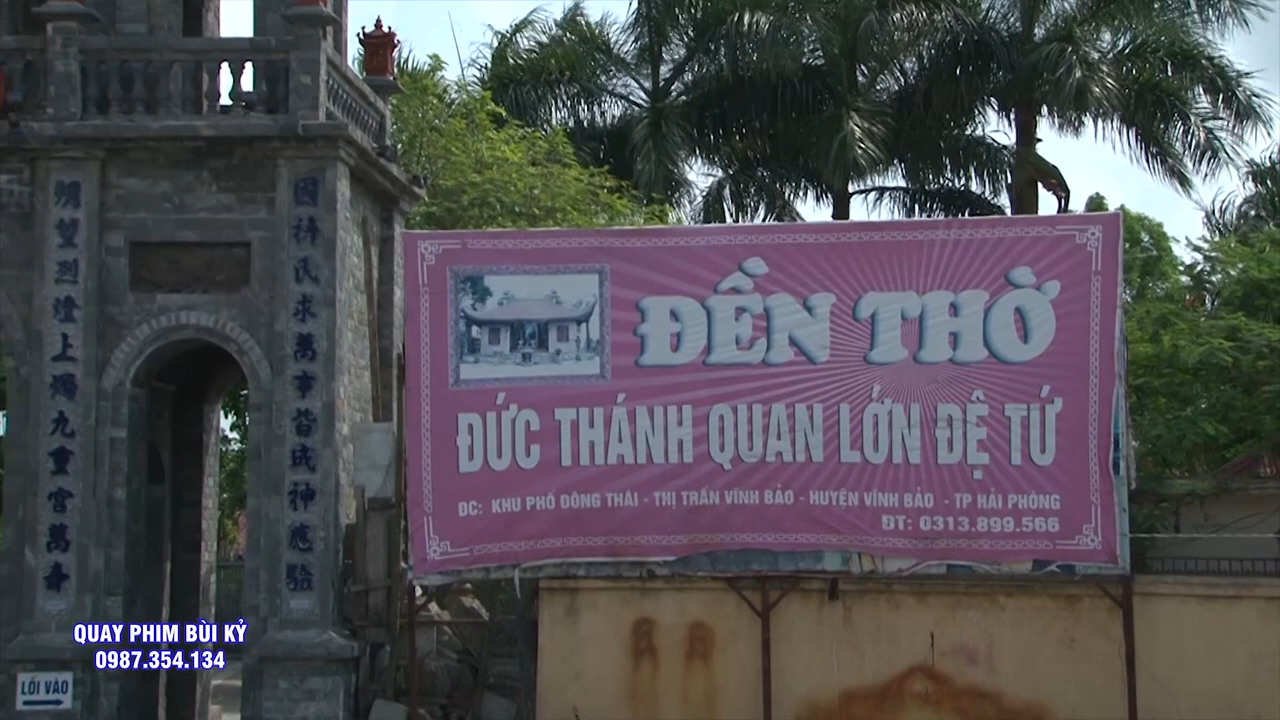 國禱民求萬事皆成神應驗
ĐỀN THỜ
ĐỨC THÁNH QUAN LỚN ĐỆ TỨ
ĐC: KHU PHỐ ĐÔNG THÁI - THỊ TRẤN VĨNH BẢO - HUYỆN VĨNH BẢO - TP HẢI PHÒNG
ĐT: 0313.899.566
QUAY PHIM BÙI KỶ
0987.354.134
LỐI VÀO